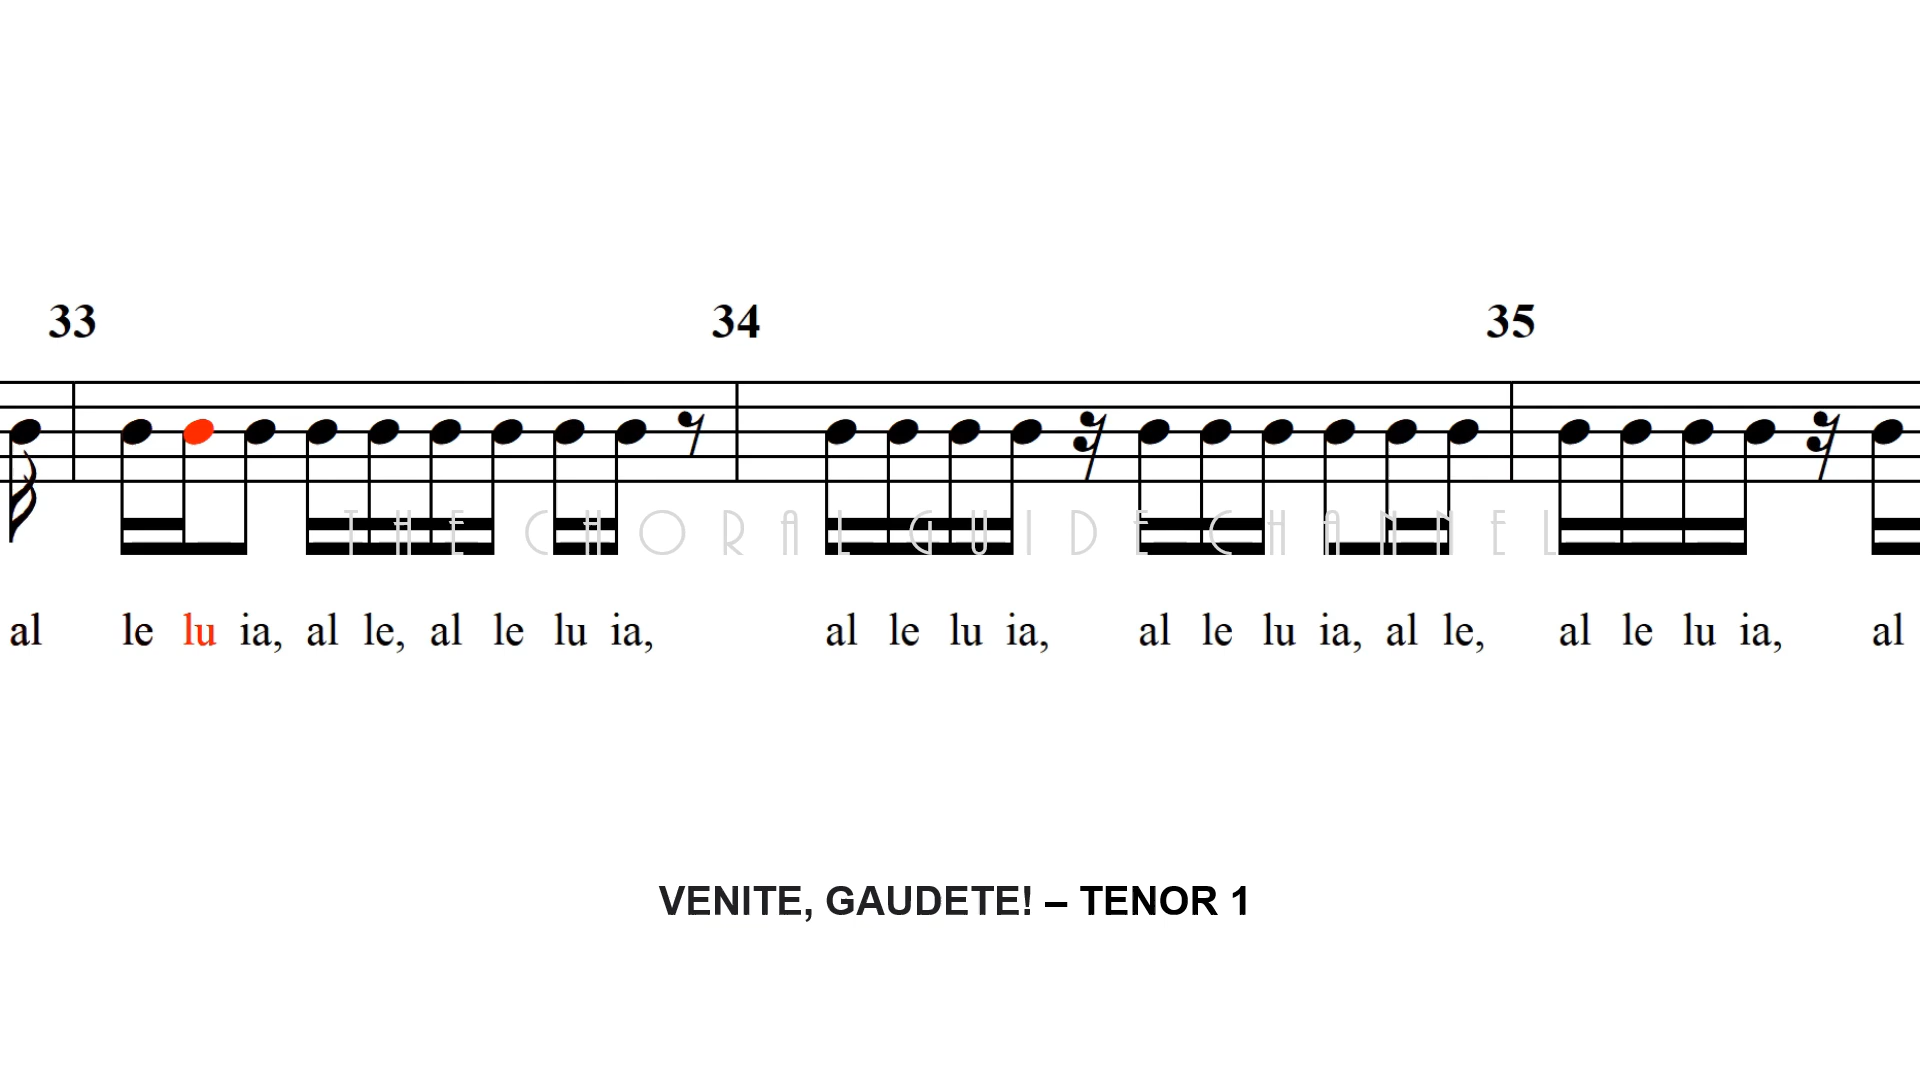 33 34 35
THE CHORAL GUIDE CHANNEL
al le lu ia, al le, al le lu ia, al le lu ia, al le lu ia, al le, al le lu ia, al
VENITE, GAUDETE! – TENOR 1